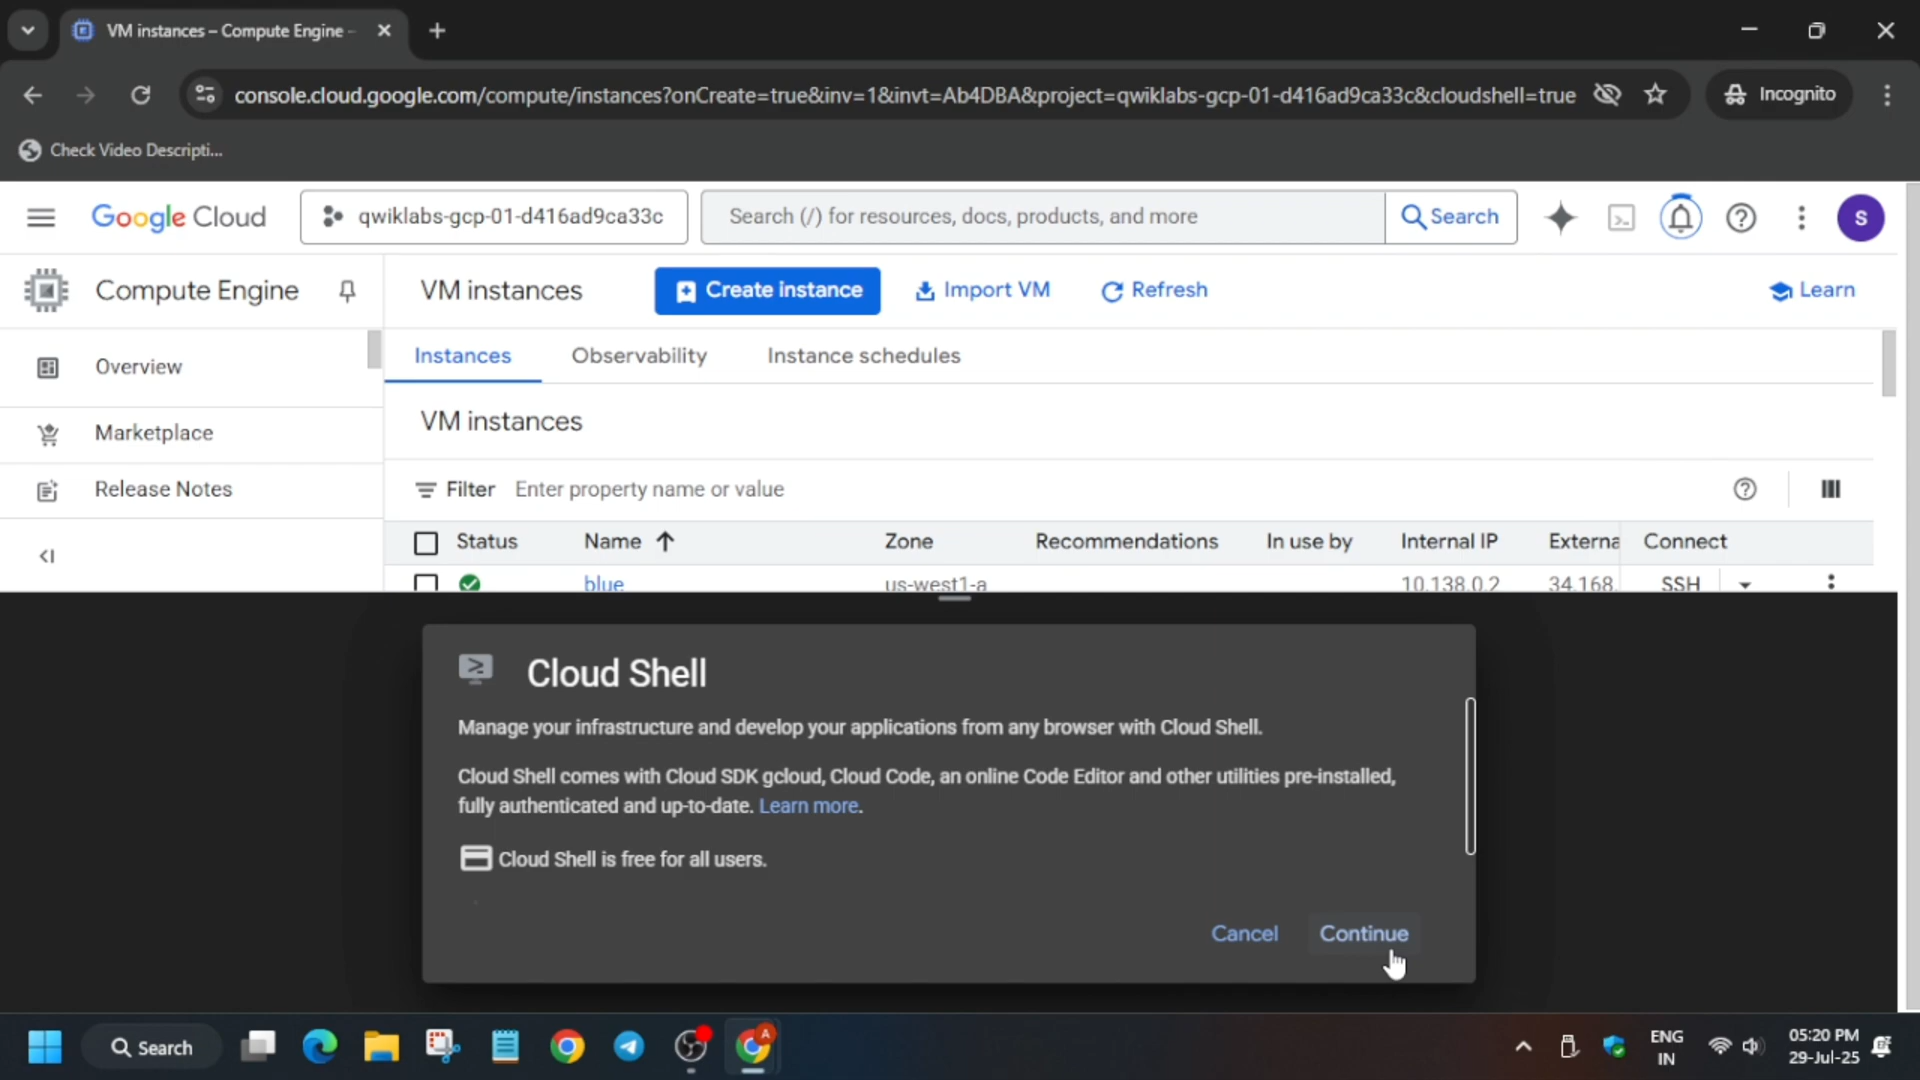 VM instances – Compute Engine -
console.cloud.google.com/compute/instances?onCreate=true&inv=1&invt=Ab4DBA&project=qwiklabs-gcp-01-d416ad9ca33c&cloudshell=true
Incognito
Check Video Descripti...
Google Cloud
qwiklabs-gcp-01-d416ad9ca33c
Search (/) for resources, docs, products, and more
Search
S
Compute Engine
VM instances
Create instance
Import VM
Refresh
Learn
Overview
Marketplace
Release Notes
Instances
Observability
Instance schedules
VM instances
Filter Enter property name or value
Status Name Zone Recommendations In use by Internal IP Externa Connect
blue us-west1-a 10.138.0.2 34.168. SSH
Cloud Shell
Manage your infrastructure and develop your applications from any browser with Cloud Shell.
Cloud Shell comes with Cloud SDK gcloud, Cloud Code, an online Code Editor and other utilities pre-installed,
fully authenticated and up-to-date. Learn more.
Cloud Shell is free for all users.
Cancel Continue
Search
A
ENG
IN
05:20 PM
29-Jul-25